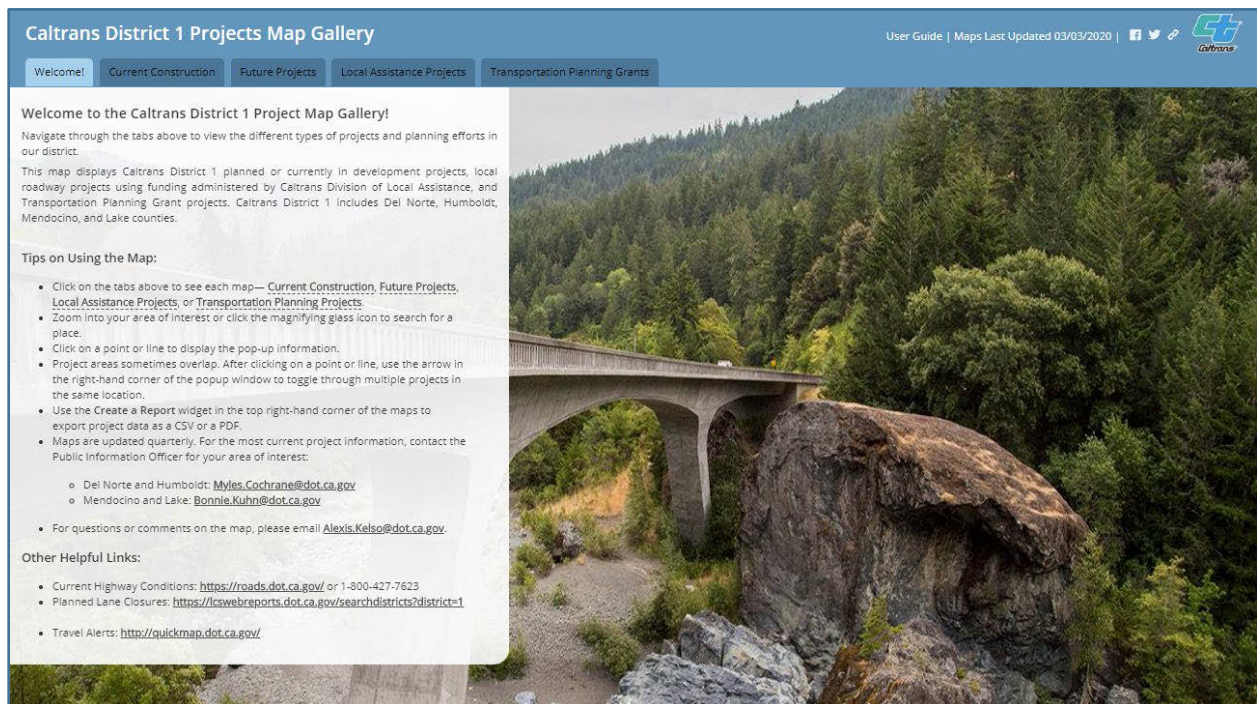 Caltrans District 1 Projects Map Gallery
User Guide | Maps Last Updated 03/03/2020 |
Caltrans
Welcome!
Current Construction
Future Projects
Local Assistance Projects
Transportation Planning Grants
Welcome to the Caltrans District 1 Project Map Gallery!
Navigate through the tabs above to view the different types of projects and planning efforts in
our district.
This map displays Caltrans District 1 planned or currently in development projects, local
roadway projects using funding administered by Caltrans Division of Local Assistance, and
Transportation Planning Grant projects. Caltrans District 1 includes Del Norte, Humboldt,
Mendocino, and Lake counties.
Tips on Using the Map:
• Click on the tabs above to see each map— Current Construction, Future Projects,
Local Assistance Projects, or Transportation Planning Projects.
• Zoom into your area of interest or click the magnifying glass icon to search for a
place.
• Click on a point or line to display the pop-up information.
• Project areas sometimes overlap. After clicking on a point or line, use the arrow in
the right-hand corner of the popup window to toggle through multiple projects in
the same location.
• Use the Create a Report widget in the top right-hand corner of the maps to
export project data as a CSV or a PDF.
• Maps are updated quarterly. For the most current project information, contact the
Public Information Officer for your area of interest:
◦ Del Norte and Humboldt: Myles.Cochrane@dot.ca.gov
◦ Mendocino and Lake: Bonnie.Kuhn@dot.ca.gov
• For questions or comments on the map, please email Alexis.Kelso@dot.ca.gov.
Other Helpful Links:
• Current Highway Conditions: https://roads.dot.ca.gov/ or 1-800-427-7623
• Planned Lane Closures: https://lcswebreports.dot.ca.gov/searchdistricts?district=1
• Travel Alerts: http://quickmap.dot.ca.gov/